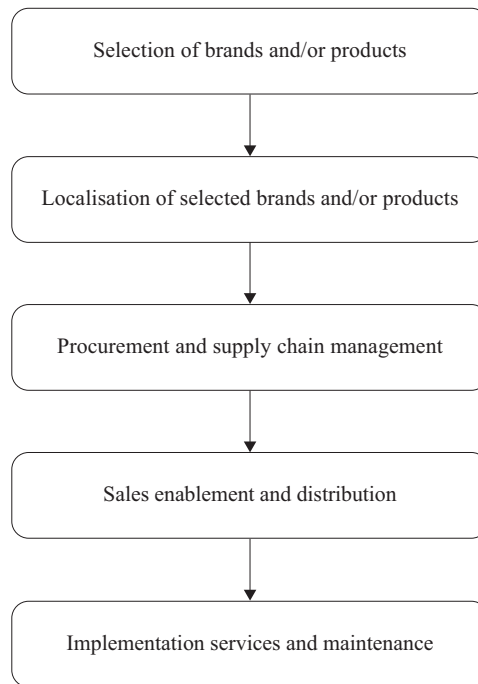 Selection of brands and/or products
Localisation of selected brands and/or products
Procurement and supply chain management
Sales enablement and distribution
Implementation services and maintenance